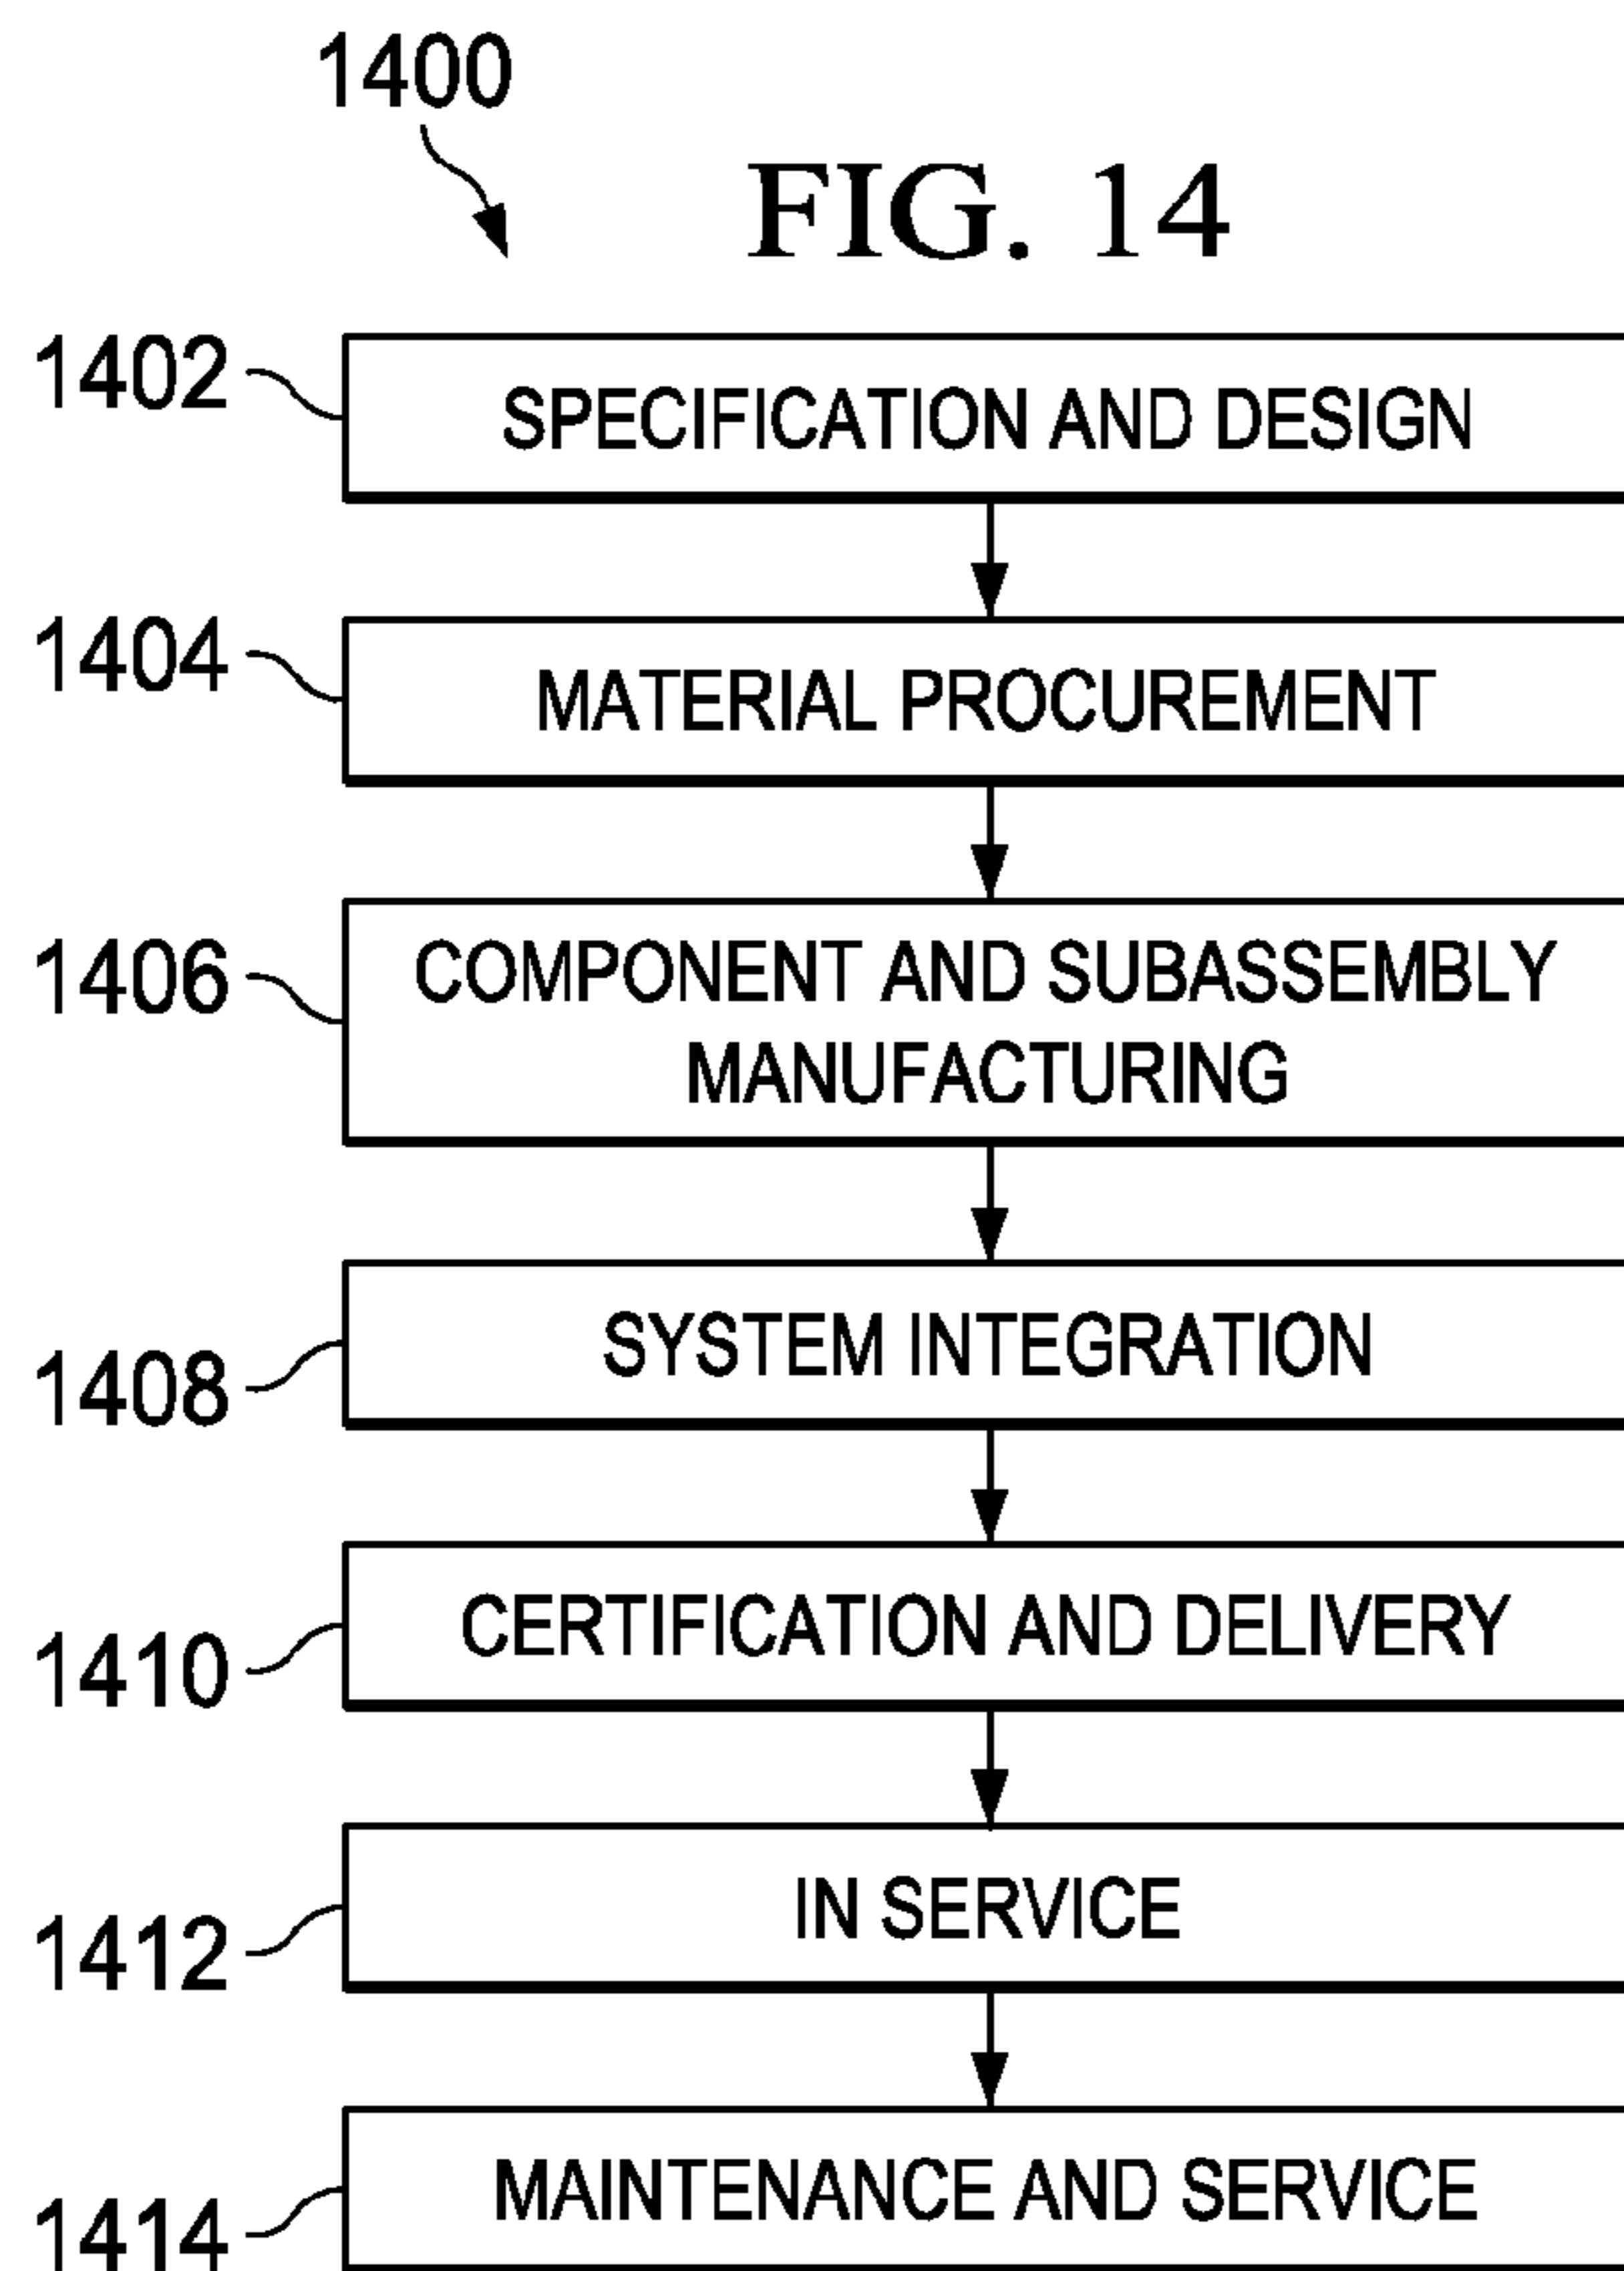 1400
FIG. 14
1402
SPECIFICATION AND DESIGN
1404
MATERIAL PROCUREMENT
1406
COMPONENT AND SUBASSEMBLY
MANUFACTURING
1408
SYSTEM INTEGRATION
1410
CERTIFICATION AND DELIVERY
1412
IN SERVICE
1414
MAINTENANCE AND SERVICE